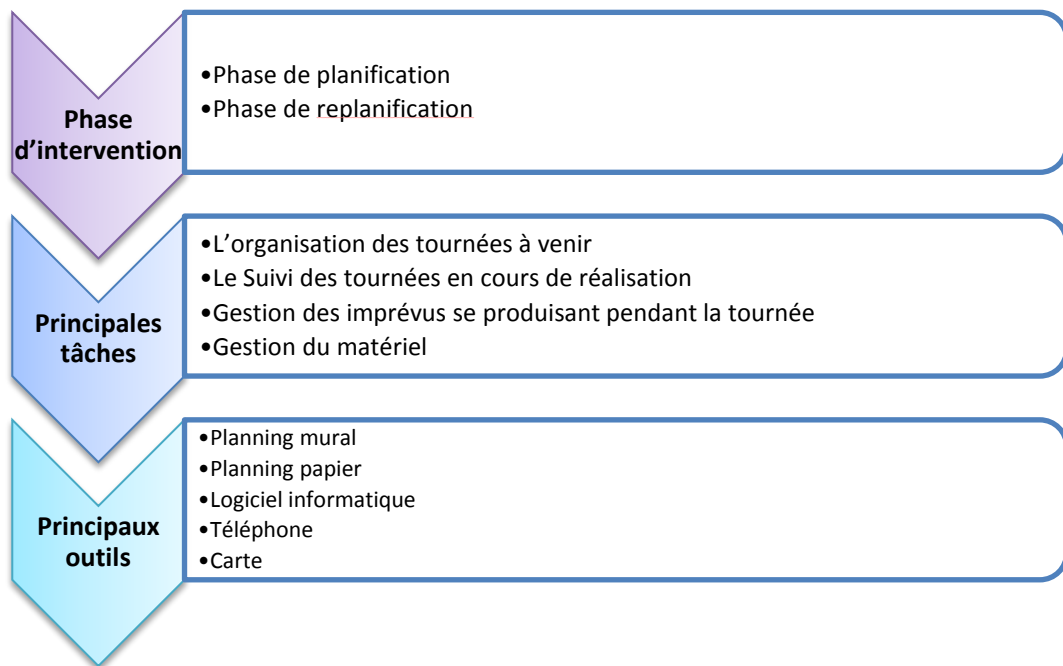 Phase
d’intervention
•Phase de planification
•Phase de replanification
Principales
tâches
•L’organisation des tournées à venir
•Le Suivi des tournées en cours de réalisation
•Gestion des imprévus se produisant pendant la tournée
•Gestion du matériel
Principaux
outils
•Planning mural
•Planning papier
•Logiciel informatique
•Téléphone
•Carte